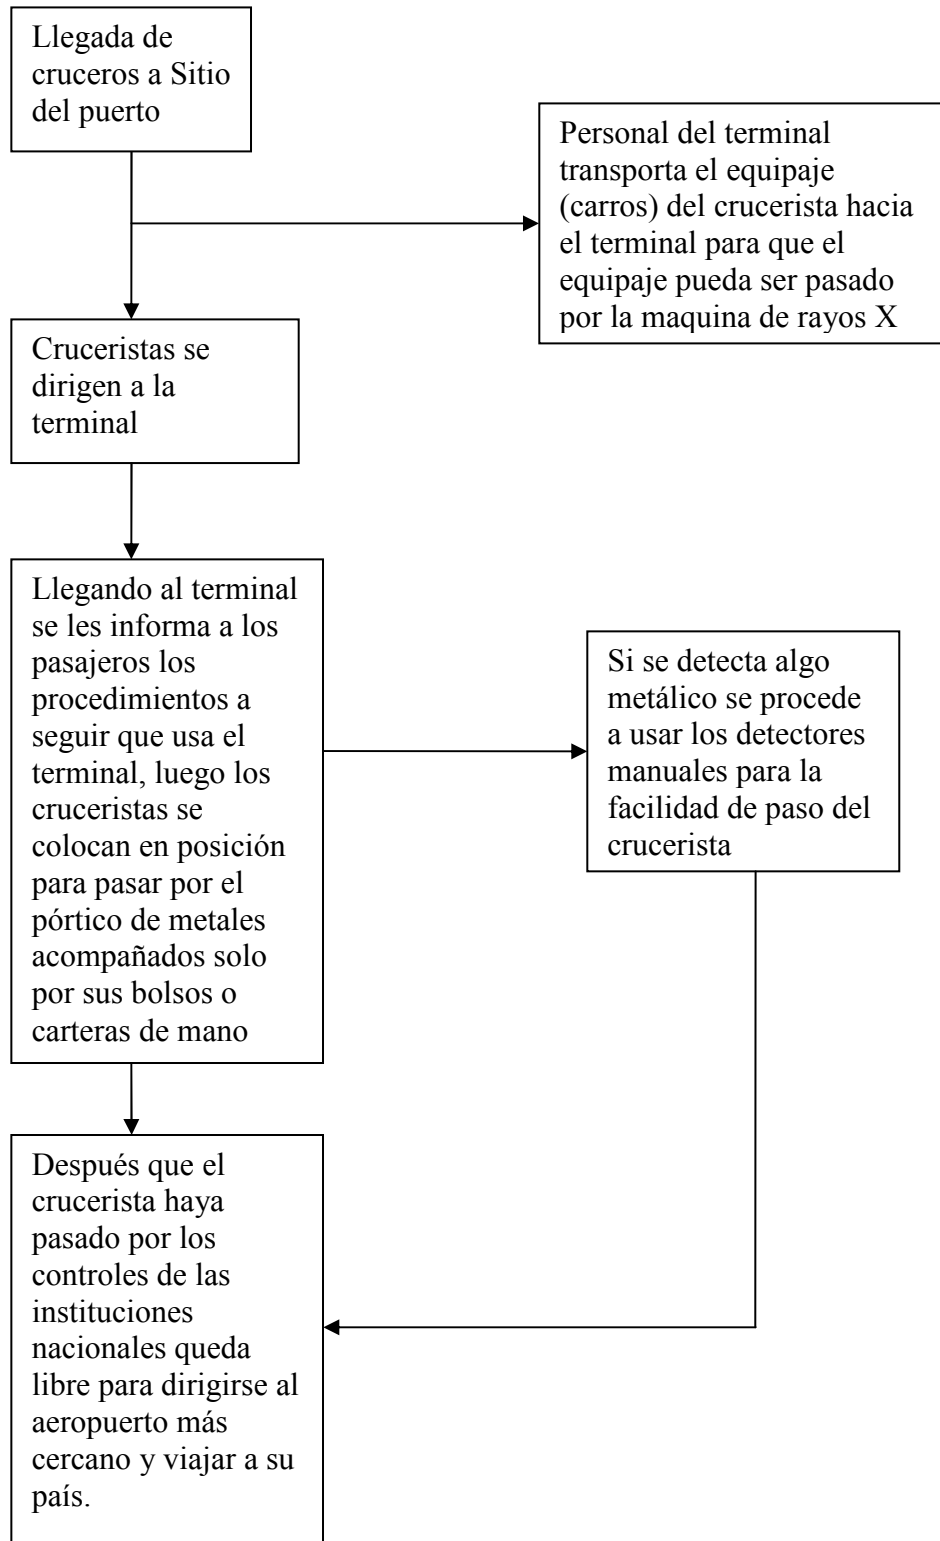 Llegada de
cruceros a Sitio
del puerto
Personal del terminal
transporta el equipaje
(carros) del crucerista hacia
el terminal para que el
equipaje pueda ser pasado
por la maquina de rayos X
Cruceristas se
dirigen a la
terminal
Llegando al terminal
se les informa a los
pasajeros los
procedimientos a
seguir que usa el
terminal, luego los
cruceristas se
colocan en posición
para pasar por el
pórtico de metales
acompañados solo
por sus bolsos o
carteras de mano
Si se detecta algo
metálico se procede
a usar los detectores
manuales para la
facilidad de paso del
crucerista
Después que el
crucerista haya
pasado por los
controles de las
instituciones
nacionales queda
libre para dirigirse al
aeropuerto más
cercano y viajar a su
país.